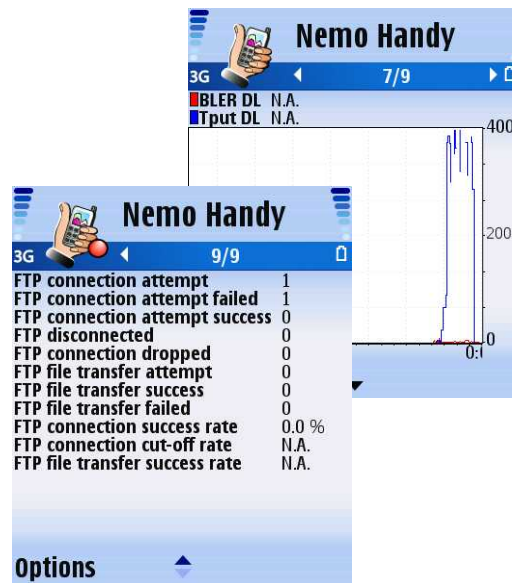 Nemo Handy
3G 7/9
BLER DL N.A.
Tput DL N.A.
400
200
0
Nemo Handy
3G 9/9
FTP connection attempt 1
FTP connection attempt failed 1
FTP connection attempt success 0
FTP disconnected 0
FTP connection dropped 0
FTP file transfer attempt 0
FTP file transfer success 0
FTP file transfer failed 0
FTP connection success rate 0.0 %
FTP connection cut-off rate N.A.
FTP file transfer success rate N.A.
Options